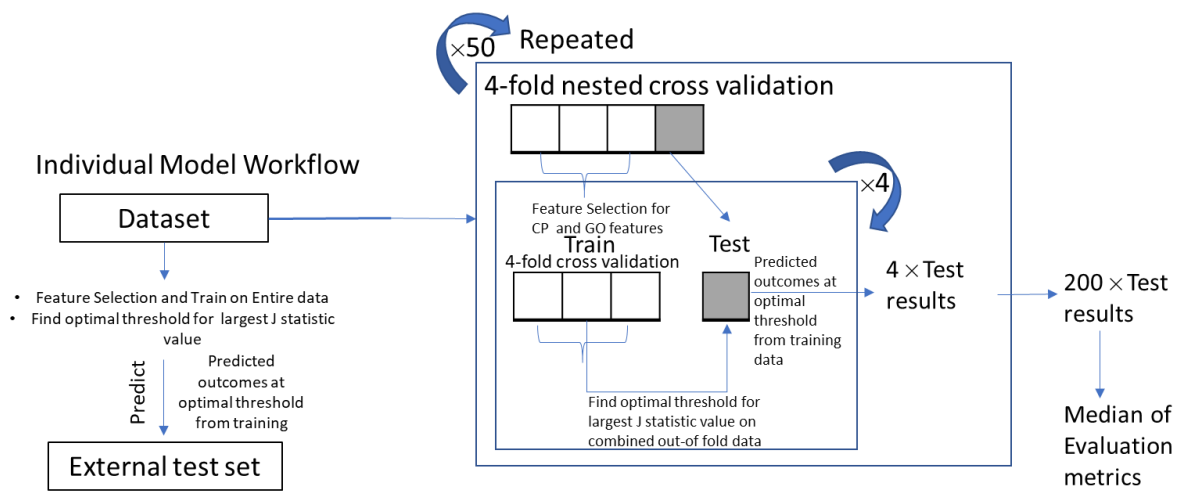 ×50
Repeated
4-fold nested cross validation
Individual Model Workflow
Dataset
• Feature Selection and Train on Entire data
• Find optimal threshold for largest J statistic
value
Predict
Predicted
outcomes at
optimal threshold
from training
External test set
×4
Feature Selection for
CP and GO features
Train
4-fold cross validation
Test
Predicted
outcomes at
optimal
threshold
from training
data
Find optimal threshold for
largest J statistic value on
combined out-of fold data
4 × Test
results
200 × Test
results
Median of
Evaluation
metrics